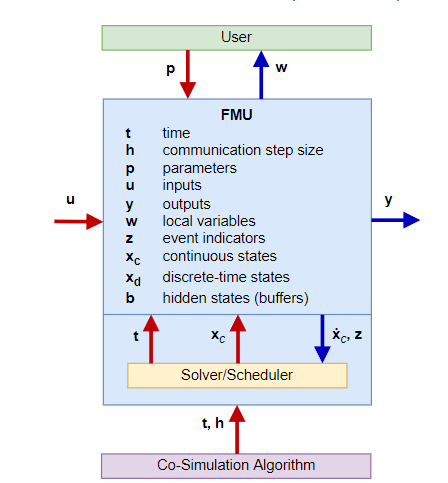 User
p
w
FMU
t time
h communication step size
p parameters
u inputs
y outputs
w local variables
z event indicators
xc continuous states
xd discrete-time states
b hidden states (buffers)
u
y
t
xc
ẋc, z
Solver/Scheduler
t, h
Co-Simulation Algorithm